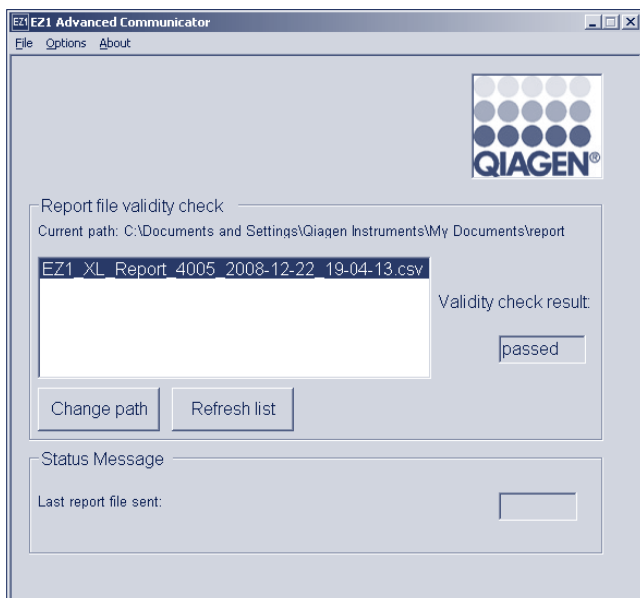 EZ1 EZ1 Advanced Communicator
File Options About
QIAGEN®
Report file validity check
Current path: C:\Documents and Settings\Qiagen Instruments\My Documents\report
EZ1_XL_Report_4005_2008-12-22_19-04-13.csv
Validity check result:
passed
Change path Refresh list
Status Message
Last report file sent: